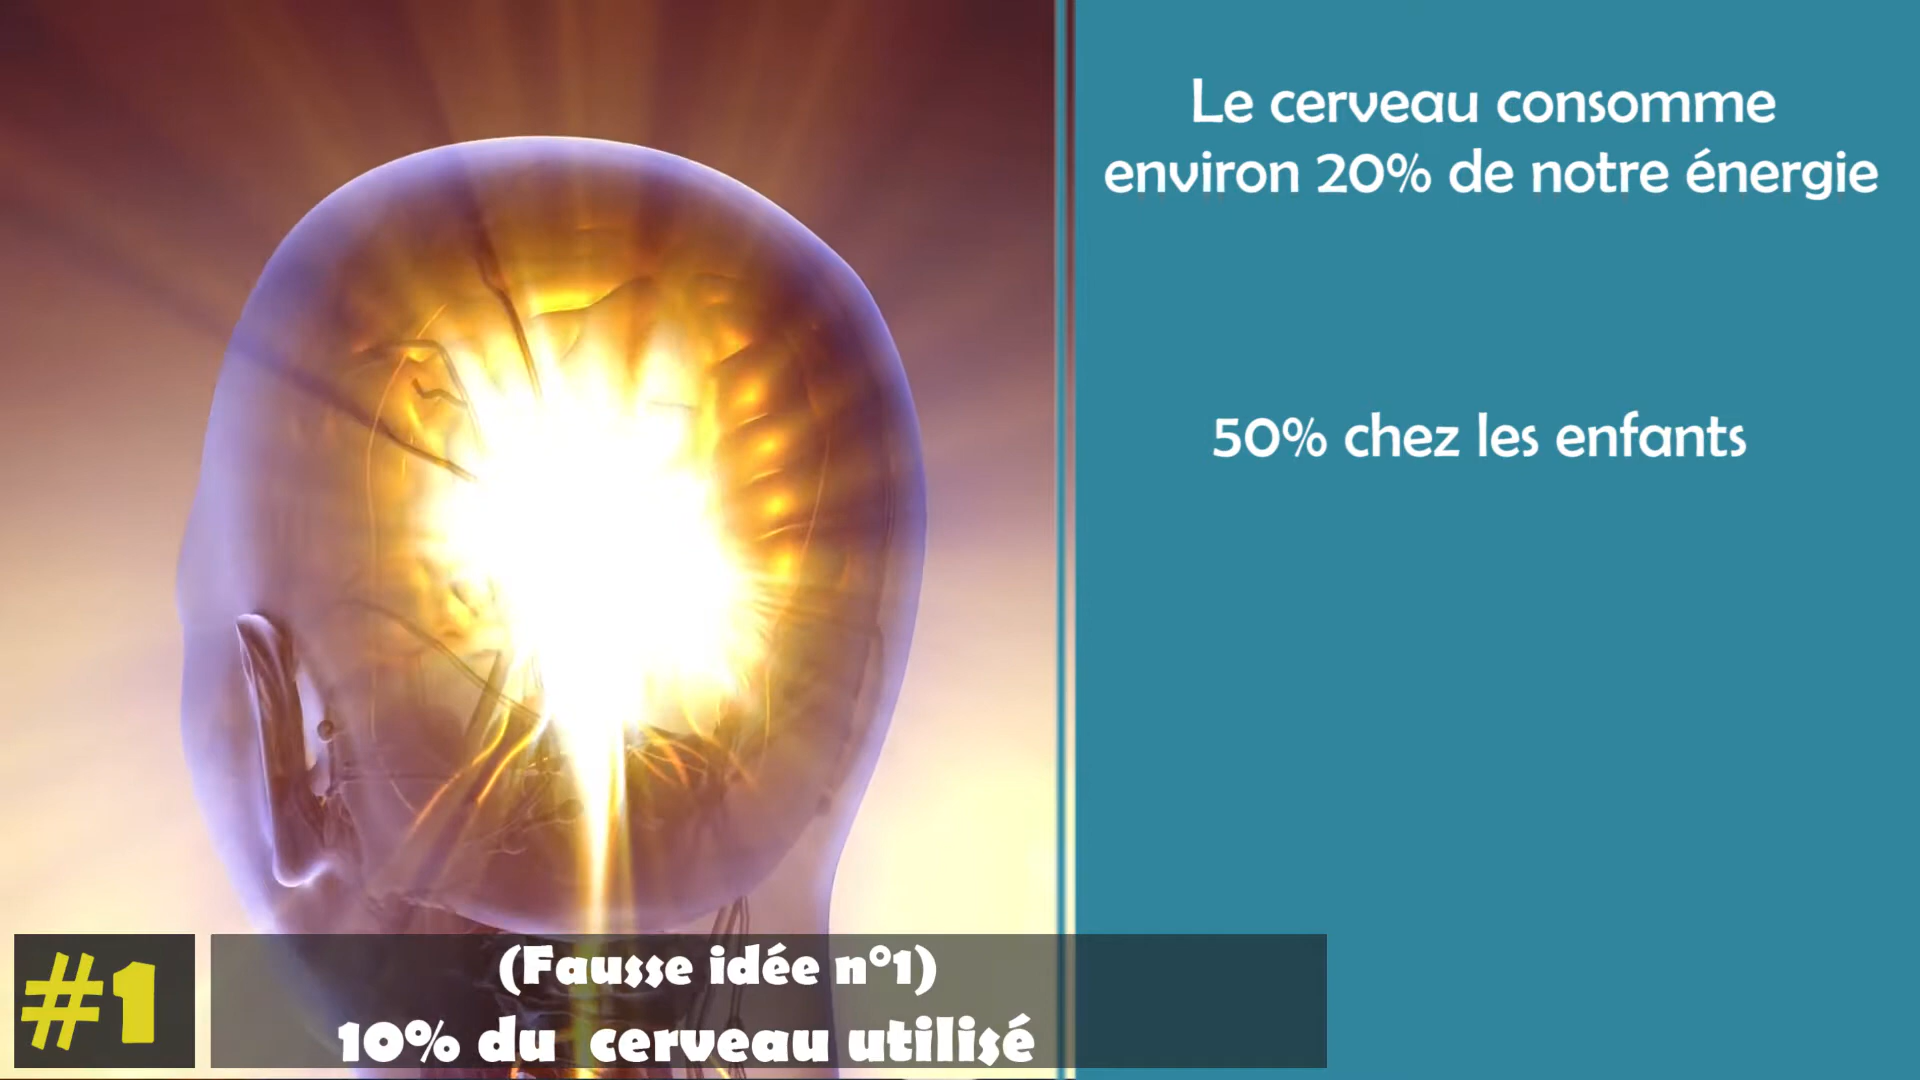 Le cerveau consomme
environ 20% de notre énergie
50% chez les enfants
#1
(Fausse idée n°1)
10% du cerveau utilisé